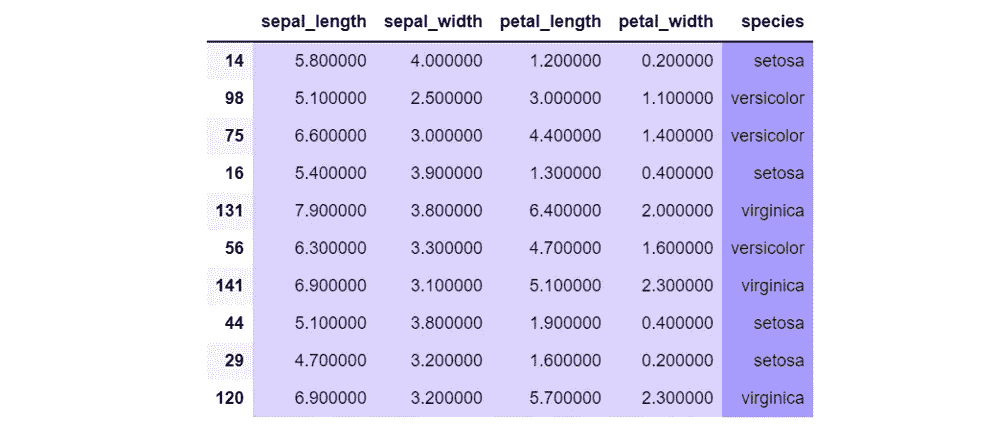 sepal_length sepal_width petal_length petal_width species
14 5.800000 4.000000 1.200000 0.200000 setosa
98 5.100000 2.500000 3.000000 1.100000 versicolor
75 6.600000 3.000000 4.400000 1.400000 versicolor
16 5.400000 3.900000 1.300000 0.400000 setosa
131 7.900000 3.800000 6.400000 2.000000 virginica
56 6.300000 3.300000 4.700000 1.600000 versicolor
141 6.900000 3.100000 5.100000 2.300000 virginica
44 5.100000 3.800000 1.900000 0.400000 setosa
29 4.700000 3.200000 1.600000 0.200000 setosa
120 6.900000 3.200000 5.700000 2.300000 virginica